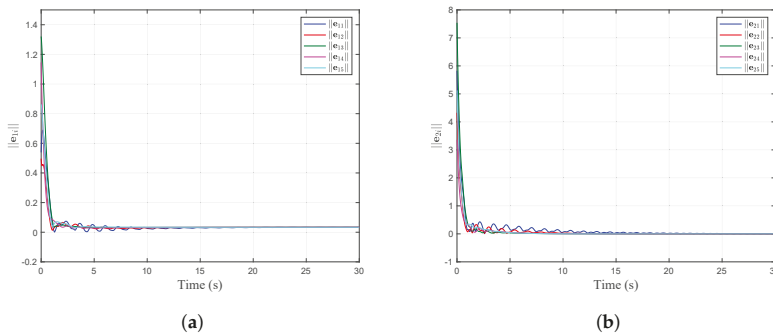 1.4
1.2
1
0.8
0.6
0.4
0.2
0
-0.2
||e₁ᵢ||
0 5 10 15 20 25 30
Time (s)
||e₁₁||
||e₁₂||
||e₁₃||
||e₁₄||
||e₁₅||
(a)
8
7
6
5
4
3
2
1
0
-1
||e₂ᵢ||
0 5 10 15 20 25 30
Time (s)
||e₂₁||
||e₂₂||
||e₂₃||
||e₂₄||
||e₂₅||
(b)